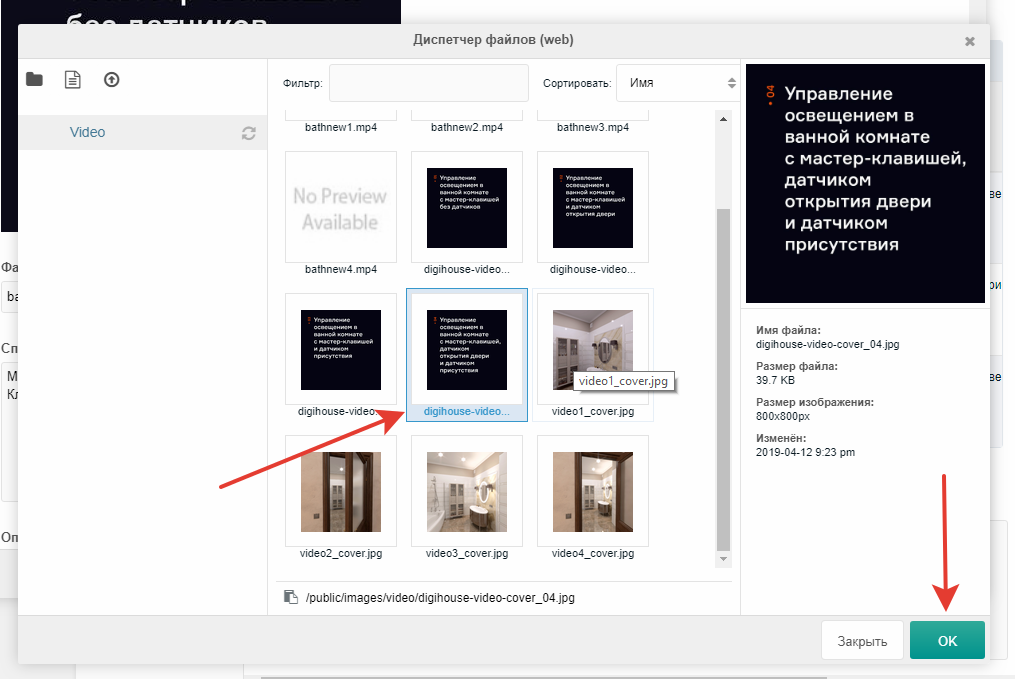 без датчиков
Диспетчер файлов (web)
Фильтр:
Сортировать:
Имя
Video
bathnew1.mp4
bathnew2.mp4
bathnew3.mp4
No Preview
Available
Управление
освещением в
ванной комнате
с мастер-клавишей
без датчиков
Управление
освещением в
ванной комнате
с мастер-клавишей
и датчиком
открытия двери
bathnew4.mp4
digihouse-video...
digihouse-video...
Управление
освещением в
ванной комнате
с мастер-клавишей
и датчиком
присутствия
Управление
освещением в
ванной комнате
с мастер-клавишей,
датчиком
открытия двери
и датчиком
присутствия
video1_cover.jpg
digihouse-video...
digihouse-video...
video1_cover.jpg
video2_cover.jpg
video3_cover.jpg
video4_cover.jpg
/public/images/video/digihouse-video-cover_04.jpg
04
Управление
освещением в
ванной комнате
с мастер-клавишей,
датчиком
открытия двери
и датчиком
присутствия
Имя файла:
digihouse-video-cover_04.jpg
Размер файла:
39.7 KB
Размер изображения:
800x800px
Изменён:
2019-04-12 9:23 pm
Закрыть
OK